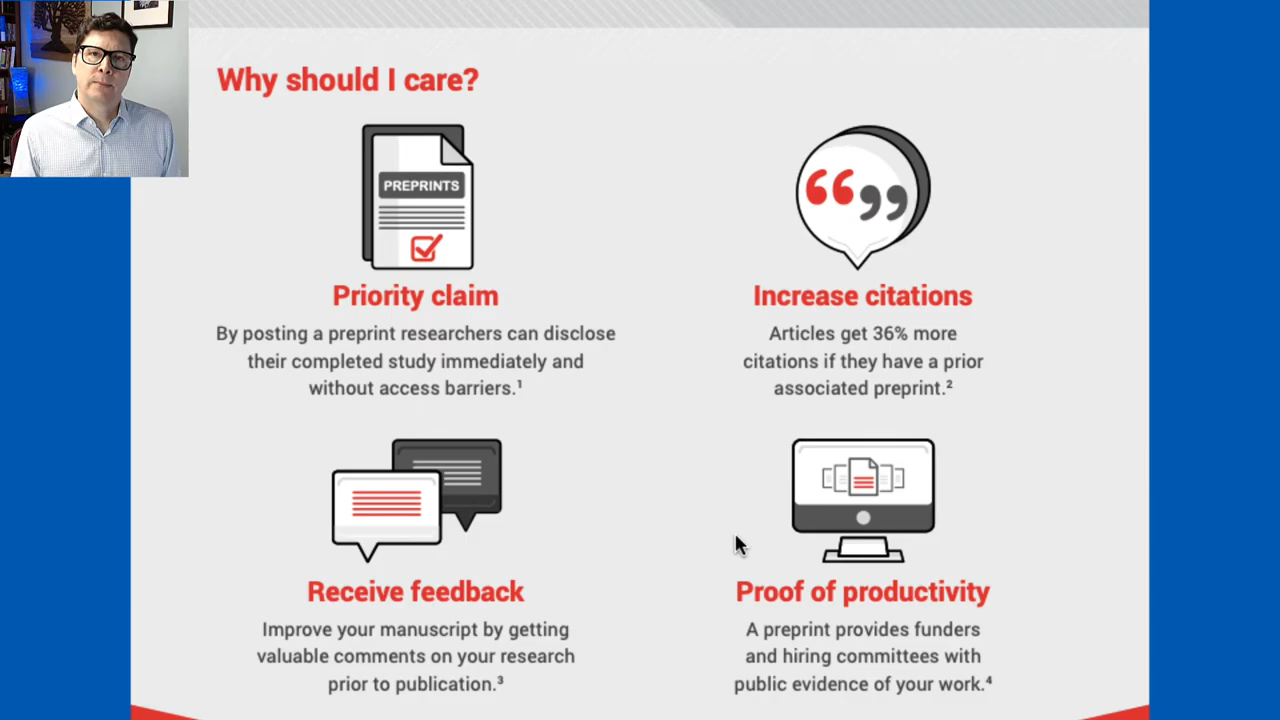 Why should I care?
PREPRINTS
Priority claim
By posting a preprint researchers can disclose
their completed study immediately and
without access barriers.¹
Increase citations
Articles get 36% more
citations if they have a prior
associated preprint.²
Receive feedback
Improve your manuscript by getting
valuable comments on your research
prior to publication.³
Proof of productivity
A preprint provides funders
and hiring committees with
public evidence of your work.⁴